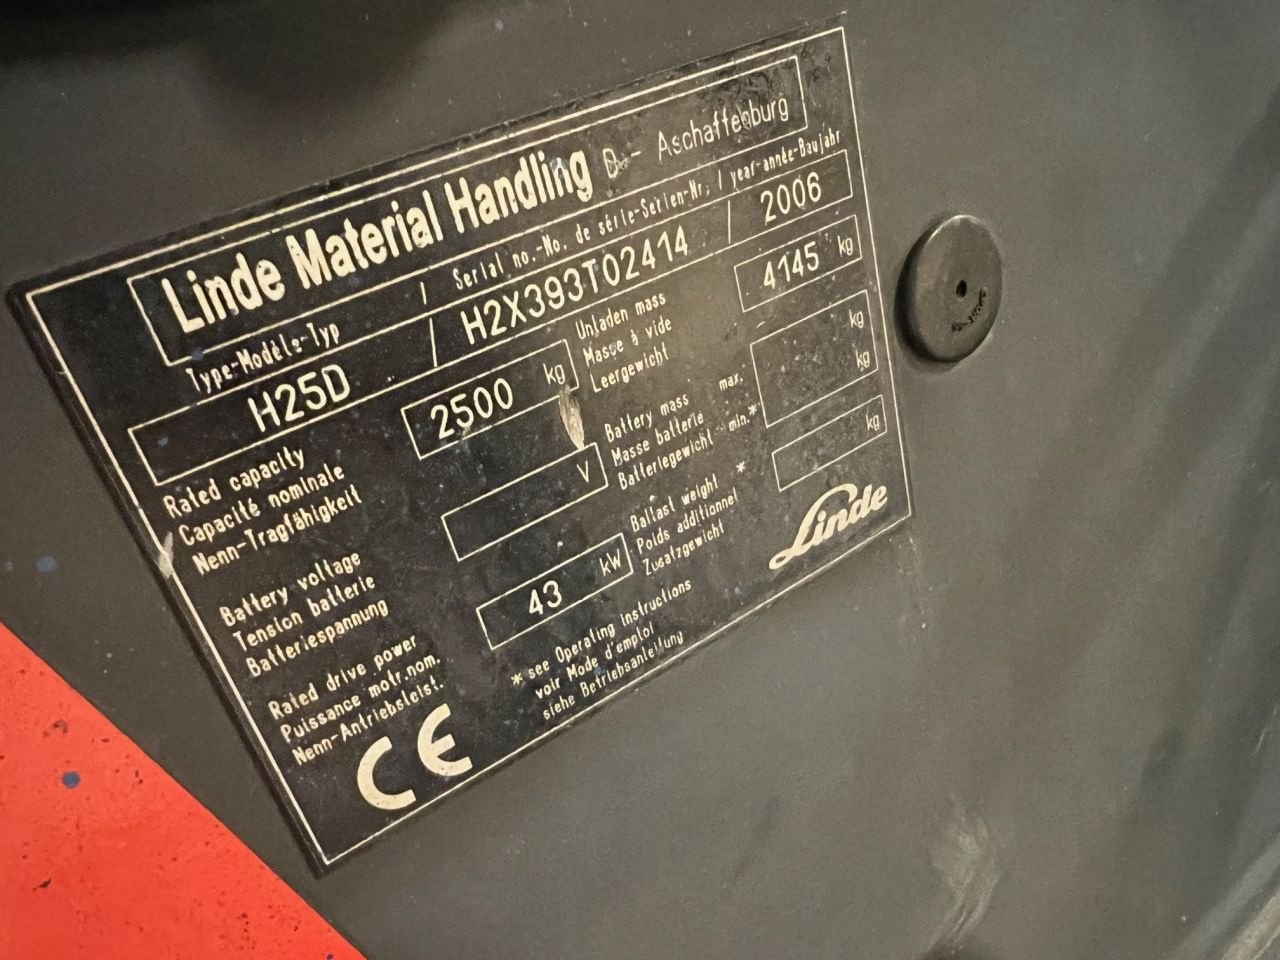 Linde Material Handling D - Aschaffenburg
Type-Modèle-Typ / Serial no.-No. de série-Serien-Nr. / year-année-Baujahr
H25D / H2X393T02414 / 2006
Rated capacity
Capacité nominale
Nenn-Tragfähigkeit
2500 kg
Unladen mass
Masse à vide
Leergewicht
4145 kg
Battery voltage
Tension batterie
Batteriespannung
V
Battery mass max.
Masse batterie
Batteriegewicht min.*
kg
kg
Rated drive power
Puissance motr.nom.
Nenn-Antriebsleist.
43 kW
Ballast weight *
Poids additionnel
Zusatzgewicht
kg
* see Operating Instructions
voir Mode d'emploi
siehe Betriebsanleitung
CE
Linde